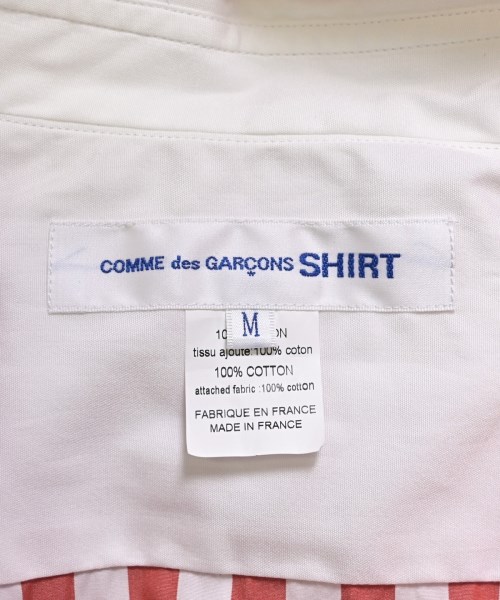 COMME des GARÇONS SHIRT
M
tissu ajoute:100% coton
100% COTTON
attached fabric :100% cotton
FABRIQUE EN FRANCE
MADE IN FRANCE